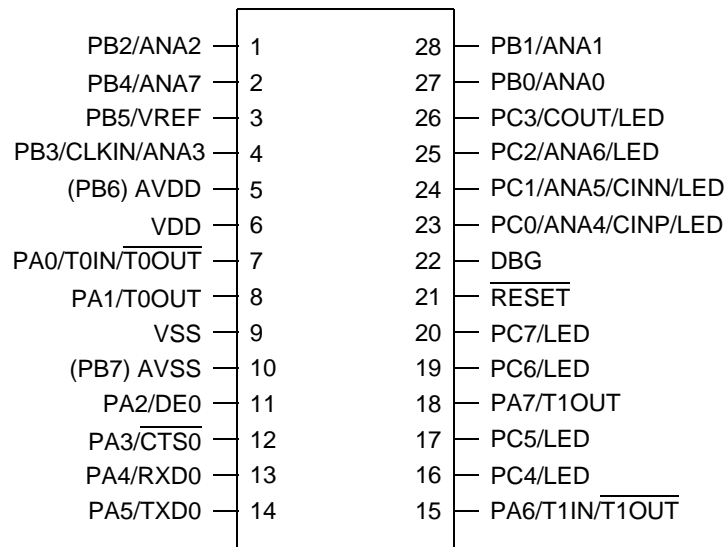 PB2/ANA2 1 28 PB1/ANA1
PB4/ANA7 2 27 PB0/ANA0
PB5/VREF 3 26 PC3/COUT/LED
PB3/CLKIN/ANA3 4 25 PC2/ANA6/LED
(PB6) AVDD 5 24 PC1/ANA5/CINN/LED
VDD 6 23 PC0/ANA4/CINP/LED
PA0/T0IN/T̅0̅O̅U̅T̅ 7 22 DBG
PA1/T0OUT 8 21 R̅E̅S̅E̅T̅
VSS 9 20 PC7/LED
(PB7) AVSS 10 19 PC6/LED
PA2/DE0 11 18 PA7/T1OUT
PA3/C̅T̅S̅0̅ 12 17 PC5/LED
PA4/RXD0 13 16 PC4/LED
PA5/TXD0 14 15 PA6/T1IN/T̅1̅O̅U̅T̅